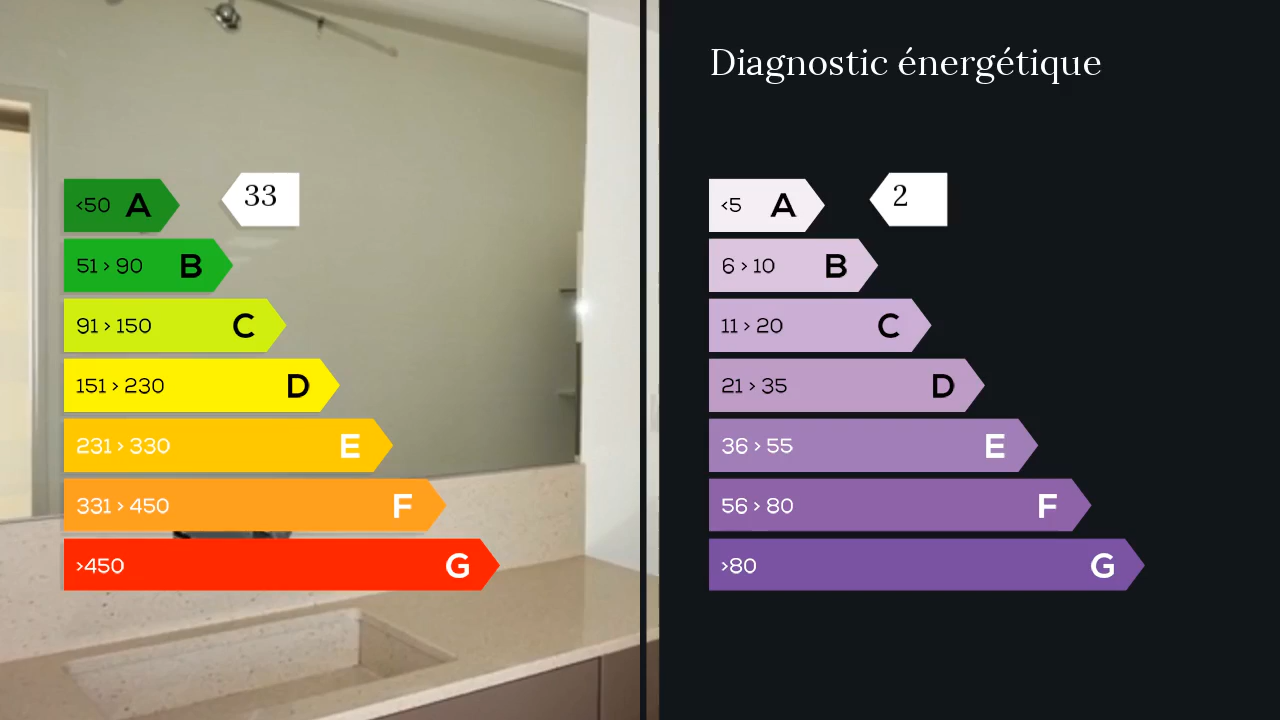 Diagnostic énergétique
<50 A 33
51 > 90 B
91 > 150 C
151 > 230 D
231 > 330 E
331 > 450 F
>450 G
<5 A 2
6 > 10 B
11 > 20 C
21 > 35 D
36 > 55 E
56 > 80 F
>80 G